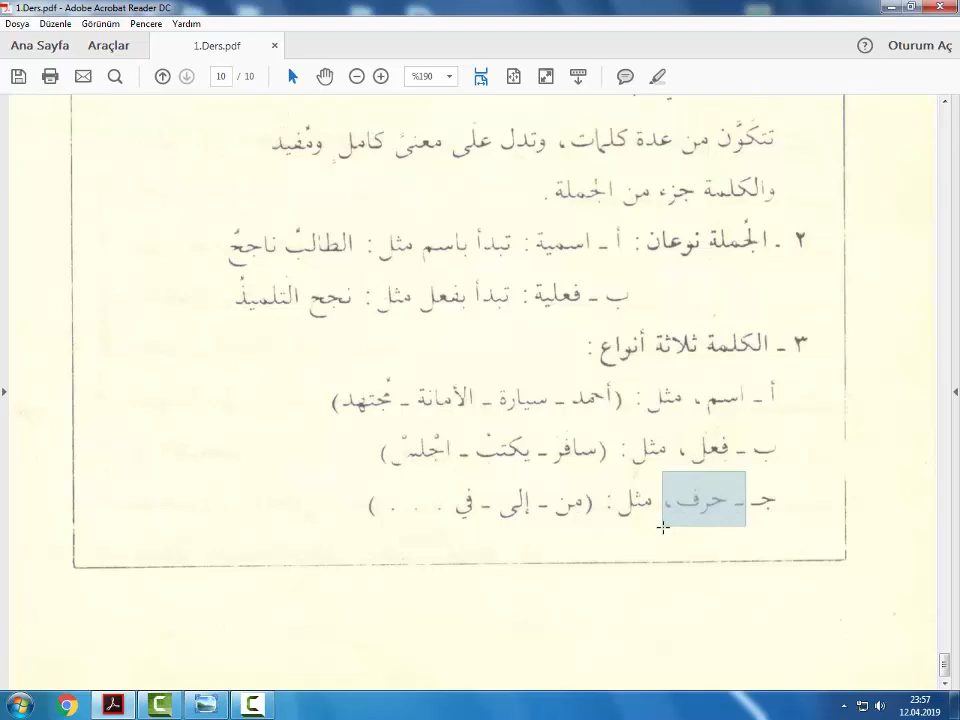 1.Ders.pdf - Adobe Acrobat Reader DC
Dosya Düzenle Görünüm Pencere Yardım
Ana Sayfa Araçlar 1.Ders.pdf × ? Oturum Aç
10 / 10 %190
تتكَوَّن من عدة كلمات، وتدل على معنىً كامل ومُفيد
والكلمة جزء من الجملة .
٢ ـ الجُملة نوعان : أ ـ اسمية : تبدأ باسم مثل : الطالبُ ناجحُ
ب ـ فعلية : تبدأ بفعل مثل : نجح التلميذُ
٣ ـ الكلمة ثلاثة أنواع :
أ ـ اسم، مثل : (أحمد ـ سيارة ـ الأمانة ـ مُجتهد)
ب ـ فعل، مثل : (سافر ـ يكتبْ ـ اجْلسْ)
جـ ـ حرف، مثل : (من ـ إلى ـ في . . . . )
23:57
12.04.2019